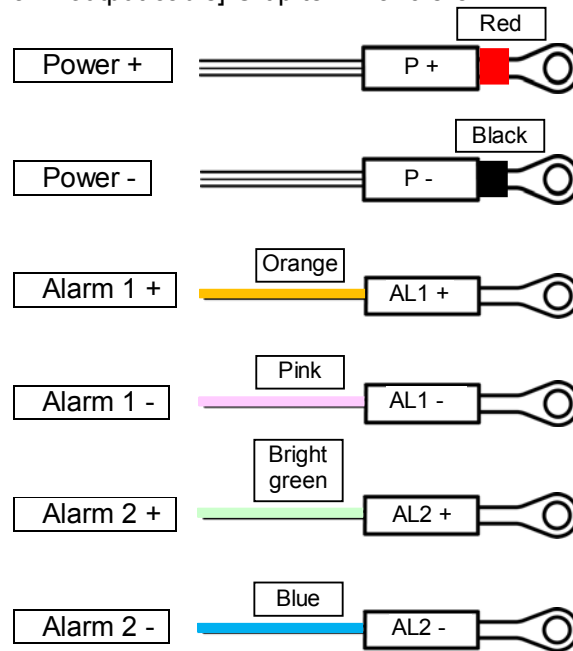 Red
Power +
P +
Black
Power -
P -
Orange
Alarm 1 +
AL1 +
Pink
Alarm 1 -
AL1 -
Bright
green
Alarm 2 +
AL2 +
Blue
Alarm 2 -
AL2 -